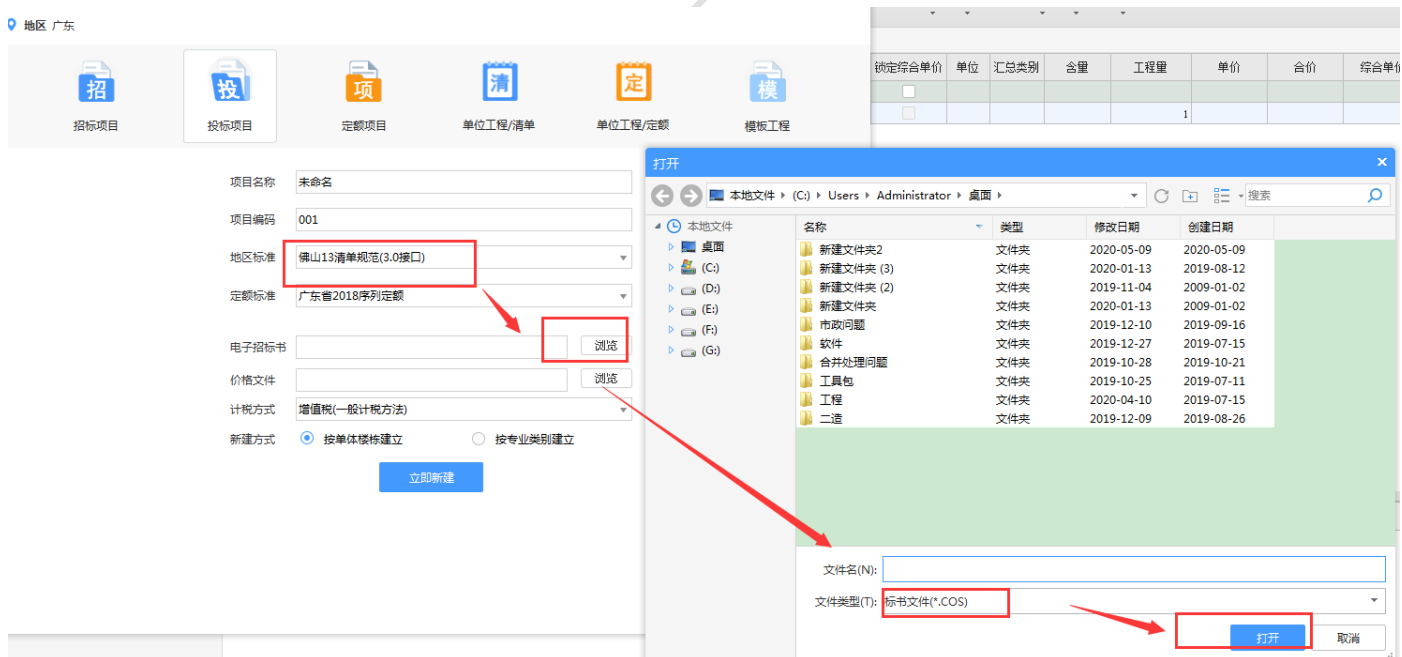 地区 广东
招
投
项
清
定
模
招标项目
投标项目
定额项目
单位工程/清单
单位工程/定额
模板工程
锁定综合单价 单位 汇总类别 含量 工程量 单价 合价 综合单价
1
项目名称 未命名
项目编码 001
地区标准 佛山13清单规范(3.0接口)
定额标准 广东省2018序列定额
电子招标书 浏览
价格文件 浏览
计税方式 增值税(一般计税方法)
新建方式 按单体楼栋建立 按专业类别建立
立即新建
打开
本地文件 (C:) Users Administrator 桌面 搜索
本地文件
桌面
(C:)
(D:)
(E:)
(F:)
(G:)
名称 类型 修改日期 创建日期
新建文件夹2 文件夹 2020-05-09 2020-05-09
新建文件夹 (3) 文件夹 2020-01-13 2019-08-12
新建文件夹 (2) 文件夹 2019-11-04 2009-01-02
新建文件夹 文件夹 2020-01-13 2009-01-02
市政问题 文件夹 2019-12-10 2019-09-16
软件 文件夹 2019-12-27 2019-07-15
合并处理问题 文件夹 2019-10-28 2019-10-21
工具包 文件夹 2019-10-25 2019-07-11
工程 文件夹 2020-04-10 2019-07-15
二造 文件夹 2019-12-09 2019-08-26
文件名(N):
文件类型(T): 标书文件(*.COS)
打开 取消